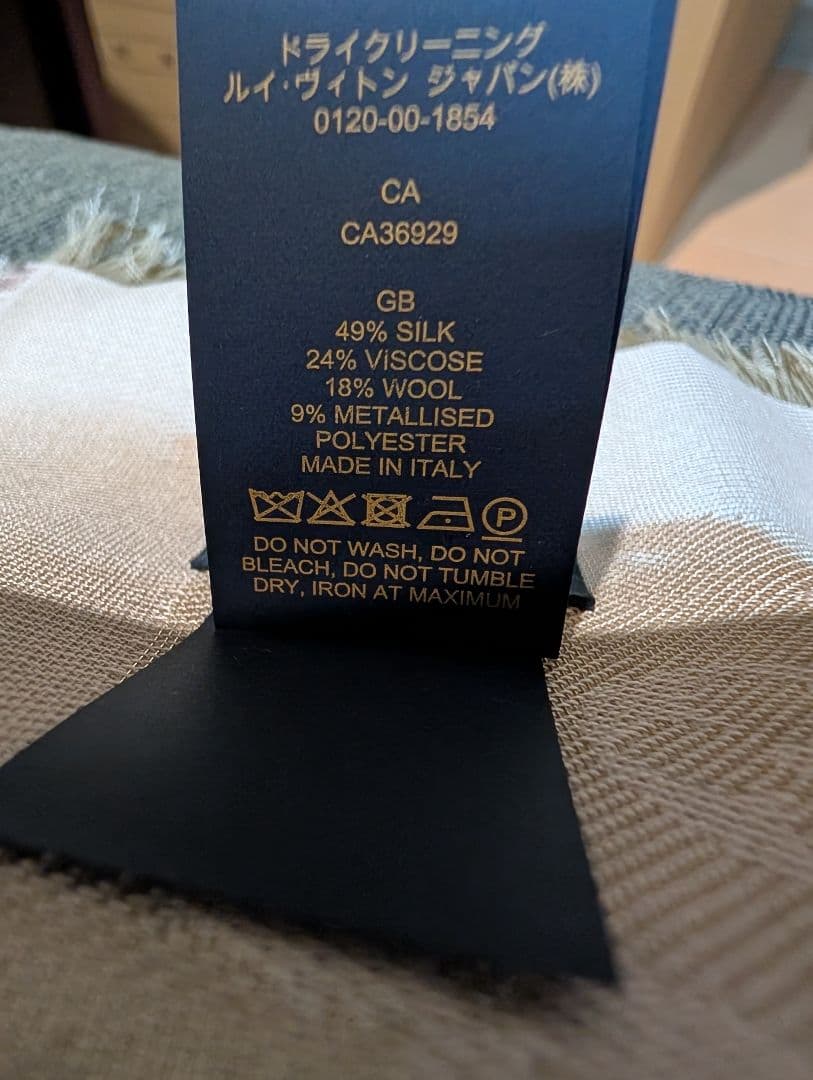 ドライクリーニング
ルイ・ヴィトン ジャパン(株)
0120-00-1854
CA
CA36929
GB
49% SILK
24% ViSCOSE
18% WOOL
9% METALLISED
POLYESTER
MADE IN ITALY
P
DO NOT WASH, DO NOT
BLEACH, DO NOT TUMBLE
DRY, IRON AT MAXIMUM